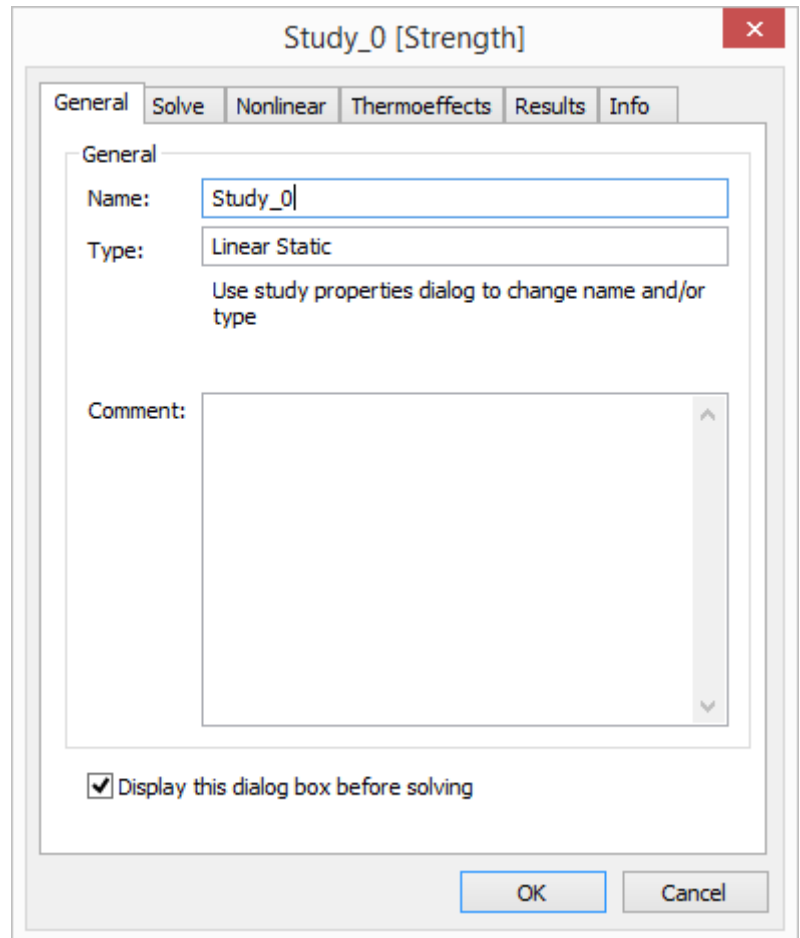 Study_0 [Strength]
General Solve Nonlinear Thermoeffects Results Info
General
Name: Study_0
Type: Linear Static
Use study properties dialog to change name and/or
type
Comment:
Display this dialog box before solving
OK Cancel